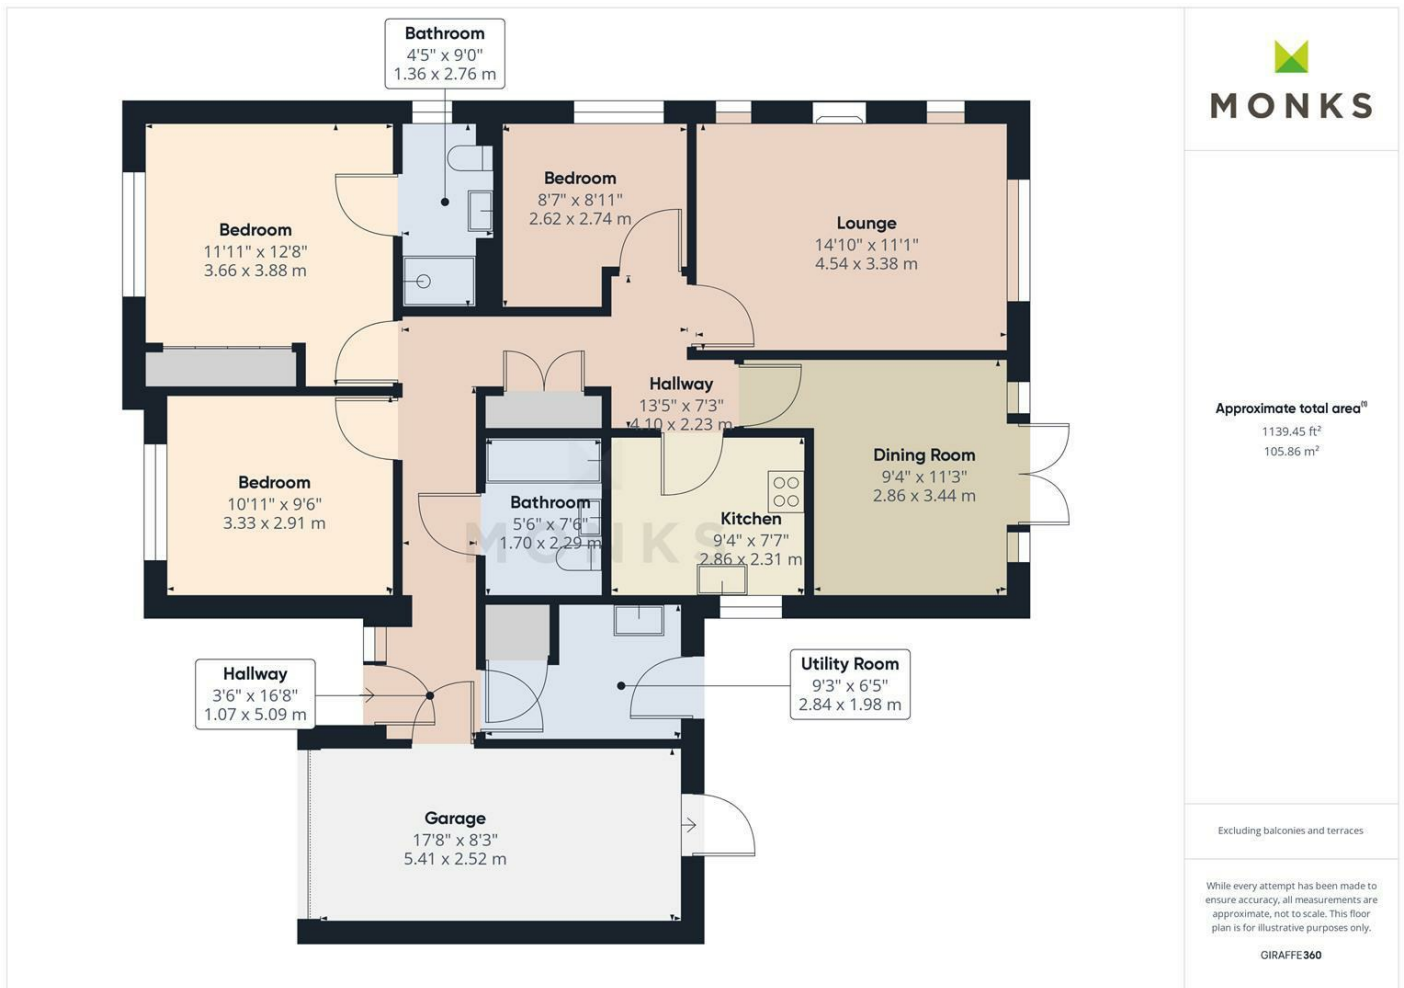 Bathroom
4'5" x 9'0"
1.36 x 2.76 m
Bedroom
11'11" x 12'8"
3.66 x 3.88 m
Bedroom
8'7" x 8'11"
2.62 x 2.74 m
Lounge
14'10" x 11'1"
4.54 x 3.38 m
Hallway
13'5" x 7'3"
4.10 x 2.23 m
Bedroom
10'11" x 9'6"
3.33 x 2.91 m
Bathroom
5'6" x 7'6"
1.70 x 2.29 m
Kitchen
9'4" x 7'7"
2.86 x 2.31 m
Dining Room
9'4" x 11'3"
2.86 x 3.44 m
MONKS
Hallway
3'6" x 16'8"
1.07 x 5.09 m
Utility Room
9'3" x 6'5"
2.84 x 1.98 m
Garage
17'8" x 8'3"
5.41 x 2.52 m
MONKS
Approximate total area⁽¹⁾
1139.45 ft²
105.86 m²
Excluding balconies and terraces
While every attempt has been made to
ensure accuracy, all measurements are
approximate, not to scale. This floor
plan is for illustrative purposes only.
GIRAFFE360